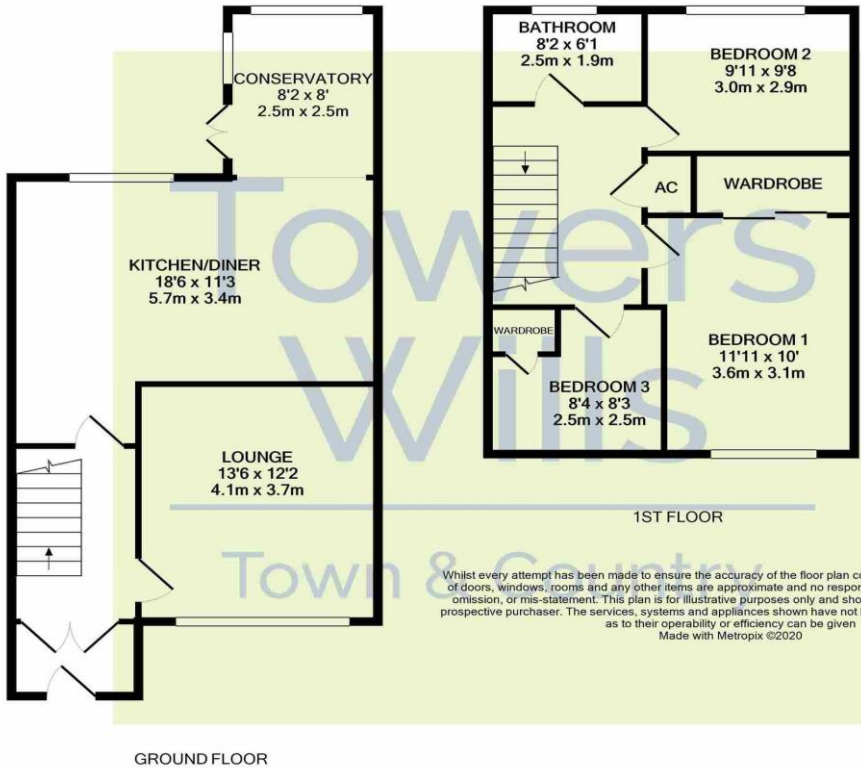 CONSERVATORY
8'2 x 8'
2.5m x 2.5m
KITCHEN/DINER
18'6 x 11'3
5.7m x 3.4m
LOUNGE
13'6 x 12'2
4.1m x 3.7m
GROUND FLOOR
BATHROOM
8'2 x 6'1
2.5m x 1.9m
BEDROOM 2
9'11 x 9'8
3.0m x 2.9m
AC
WARDROBE
BEDROOM 1
11'11 x 10'
3.6m x 3.1m
WARDROBE
BEDROOM 3
8'4 x 8'3
2.5m x 2.5m
1ST FLOOR
Towers
Wills
Town & Country
Whilst every attempt has been made to ensure the accuracy of the floor plan
of doors, windows, rooms and any other items are approximate and no
omission, or mis-statement. This plan is for illustrative purposes only and
prospective purchaser. The services, systems and appliances shown have not
as to their operability or efficiency can be given
Made with Metropix ©2020